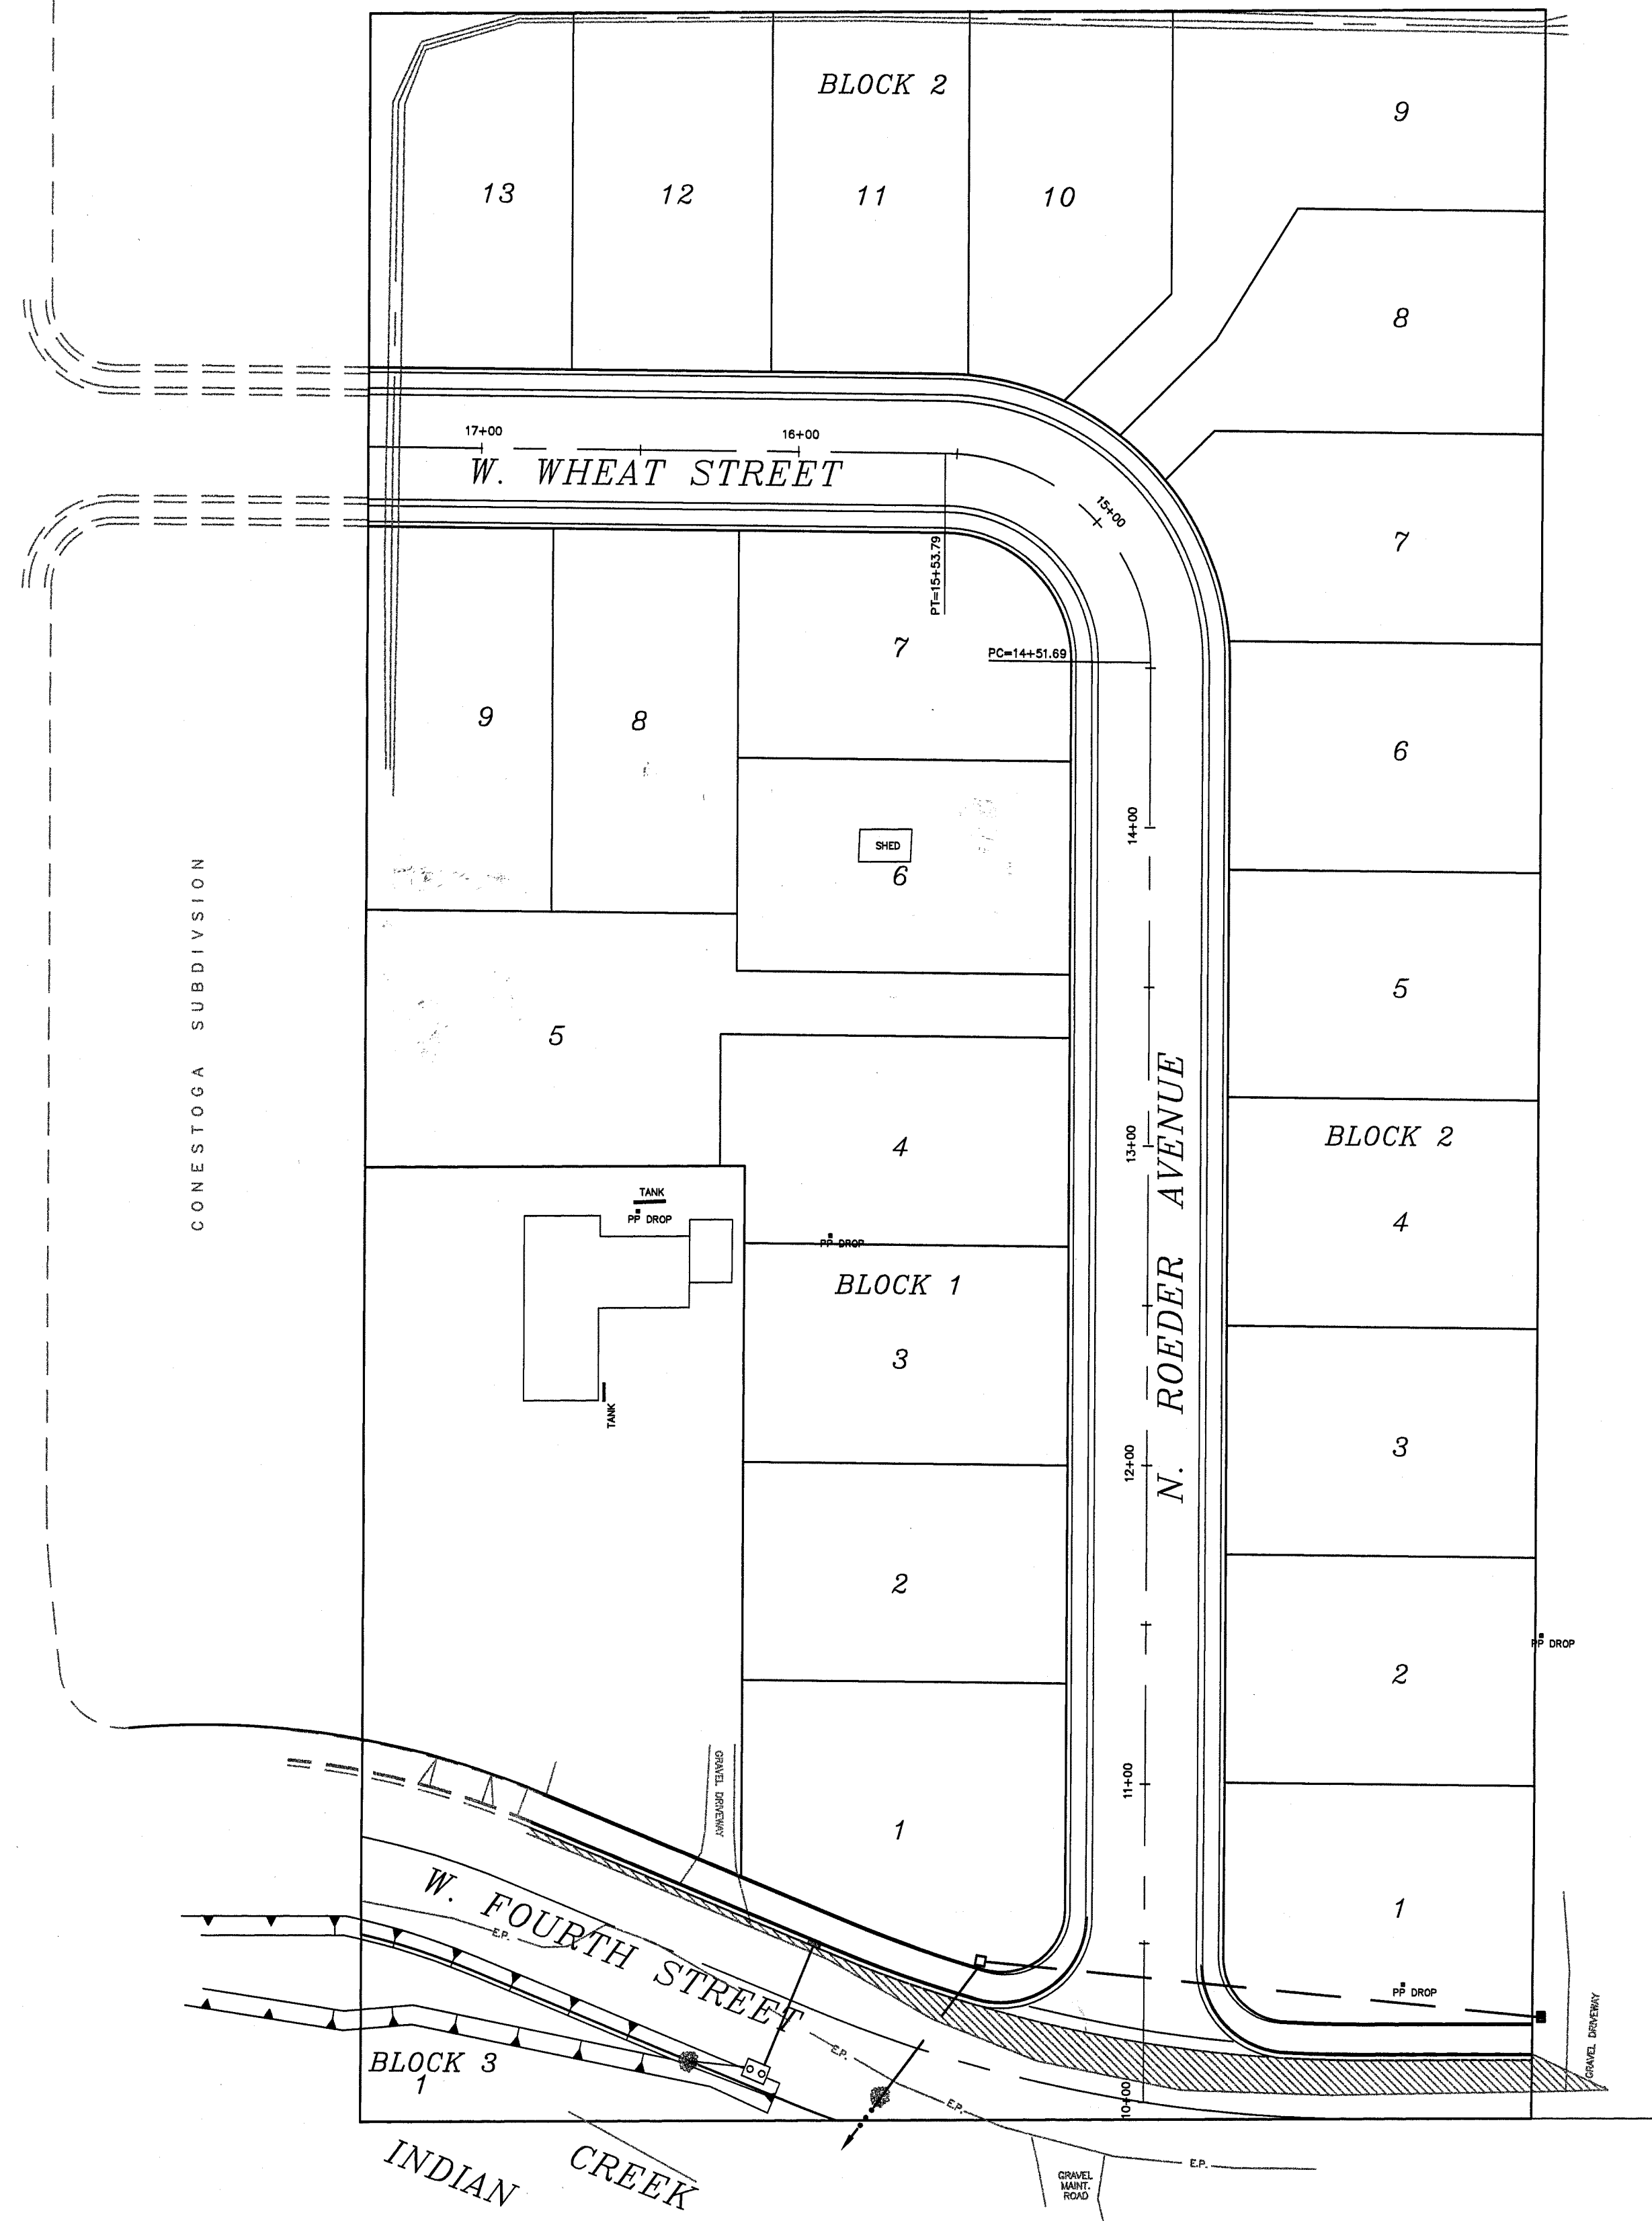 BLOCK 2
9
13
12
11
10
8
17+00
16+00
W. WHEAT STREET
15+00
7
PT=15+53.79
7
PC=14+51.69
9
8
6
14+00
SHED
6
CONESTOGA SUBDIVISION
5
5
N. ROEDER AVENUE
13+00
BLOCK 2
4
4
TANK
PP DROP
PP DROP
BLOCK 1
3
TANK
12+00
3
2
PP DROP
2
11+00
GRAVEL DRIVEWAY
1
1
W. FOURTH STREET
E.P.
PP DROP
GRAVEL DRIVEWAY
E.P.
BLOCK 3
1
E.P.
10+00
INDIAN CREEK
E.P.
GRAVEL
MAINT.
ROAD